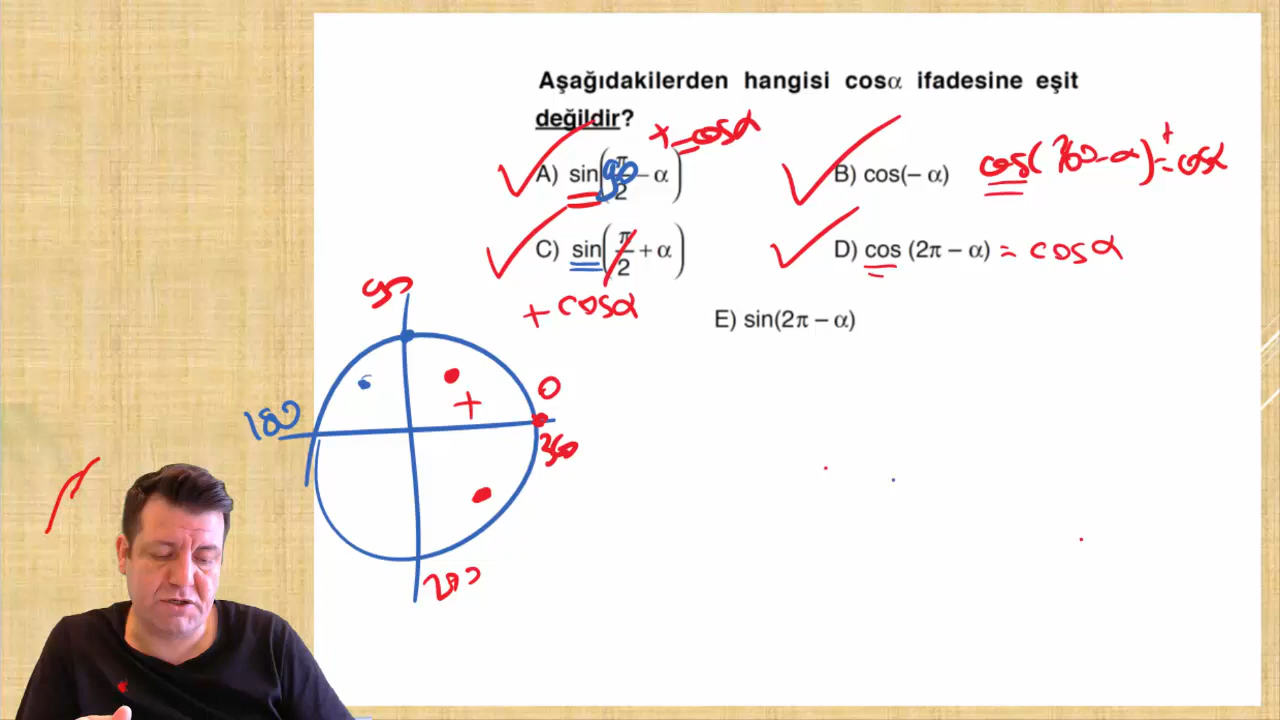 Aşağıdakilerden hangisi cosα ifadesine eşit
değildir?
+ cosα
A) sin(π/2 - α) 90
B) cos(- α) cos(360-α) = + cosα
C) sin(π/2 + α)
D) cos (2π - α) = cosα
+ cosα
E) sin(2π - α)
90
180
0
+
360